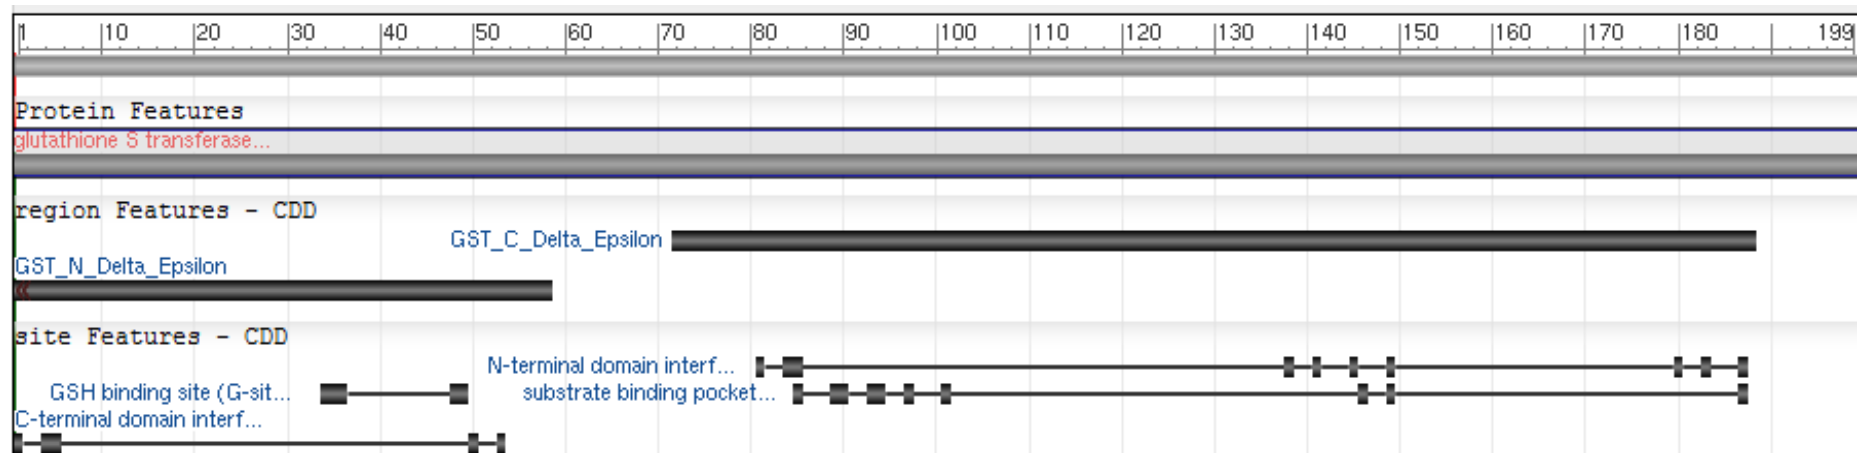 1 |10 |20 |30 |40 |50 |60 |70 |80 |90 |100 |110 |120 |130 |140 |150 |160 |170 |180 199
Protein Features
glutathione S transferase...
region Features - CDD
GST_C_Delta_Epsilon
GST_N_Delta_Epsilon
site Features - CDD
N-terminal domain interf...
GSH binding site (G-sit... substrate binding pocket...
C-terminal domain interf...